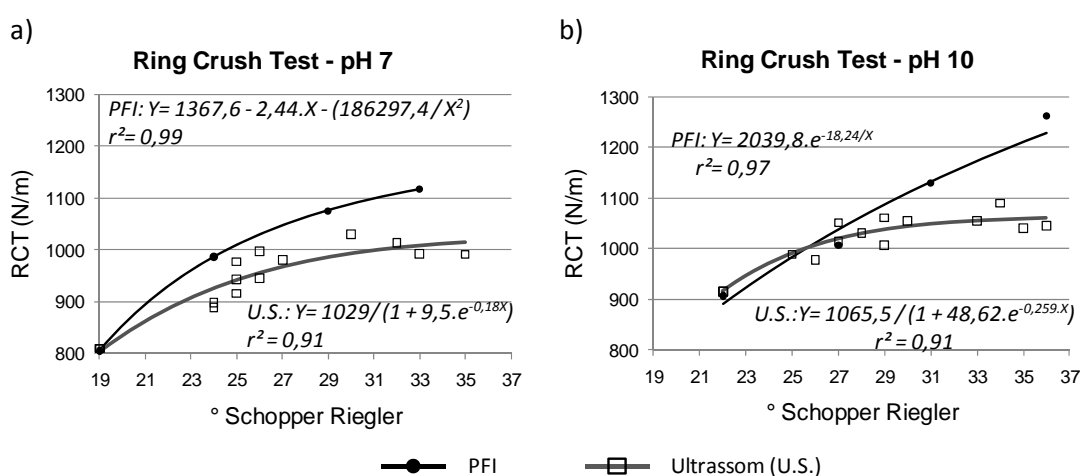 a)
Ring Crush Test - pH 7
PFI: Y= 1367,6 - 2,44.X - (186297,4 / X²)
r²= 0,99
U.S.: Y= 1029 / (1 + 9,5.e^-0,18X)
r²= 0,91
RCT (N/m)
1300
1200
1100
1000
900
800
19 21 23 25 27 29 31 33 35 37
° Schopper Riegler
b)
Ring Crush Test - pH 10
PFI: Y= 2039,8.e^-18,24/X
r²= 0,97
U.S.:Y= 1065,5 / (1 + 48,62.e^-0,259.X)
r²= 0,91
RCT (N/m)
1300
1200
1100
1000
900
800
19 21 23 25 27 29 31 33 35 37
° Schopper Riegler
PFI
Ultrassom (U.S.)